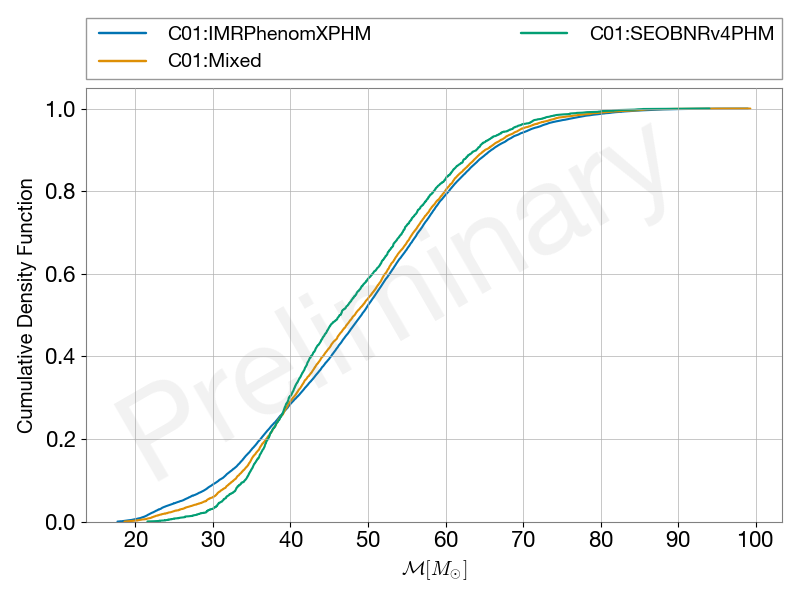 C01:IMRPhenomXPHM
C01:Mixed
C01:SEOBNRv4PHM
1.0
0.8
0.6
0.4
0.2
0.0
Cumulative Density Function
Preliminary
20 30 40 50 60 70 80 90 100
ℳ[M⊙]